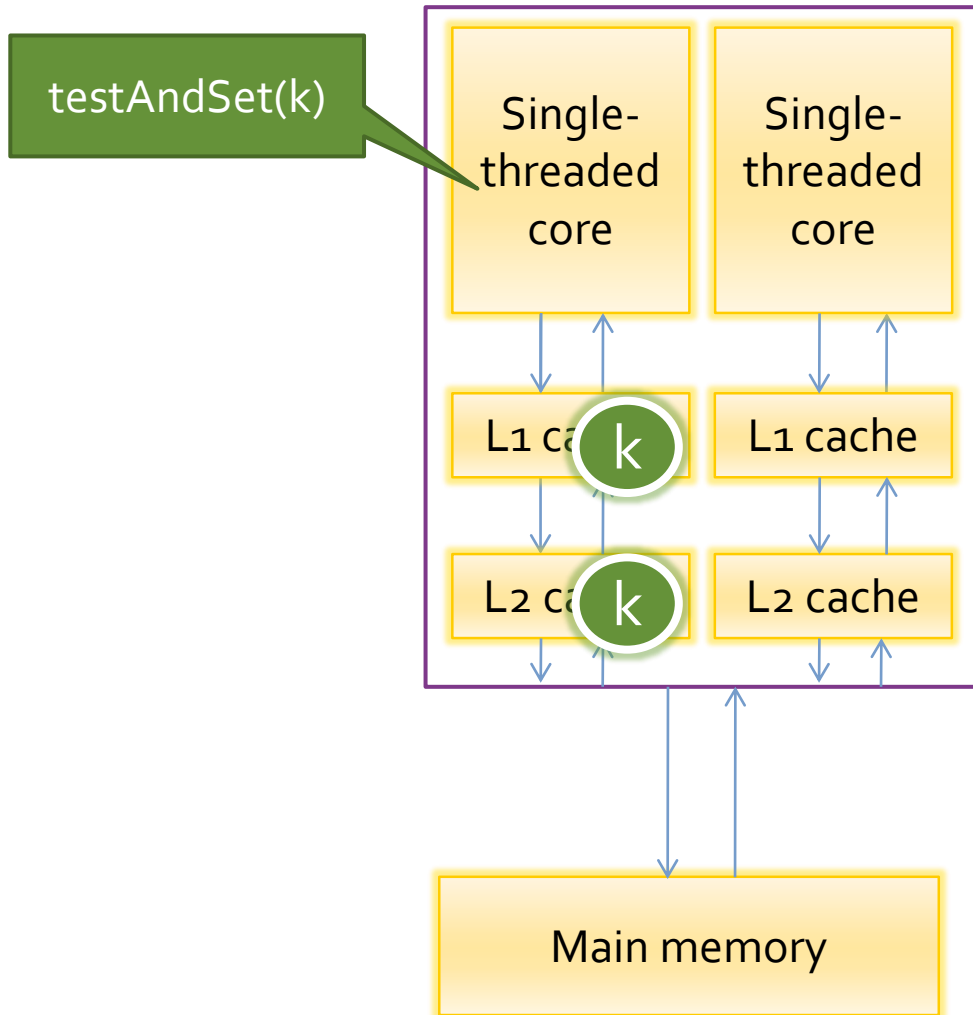 testAndSet(k)
Single-
threaded
core
Single-
threaded
core
L1 ca
k
L1 cache
L2 ca
k
L2 cache
Main memory